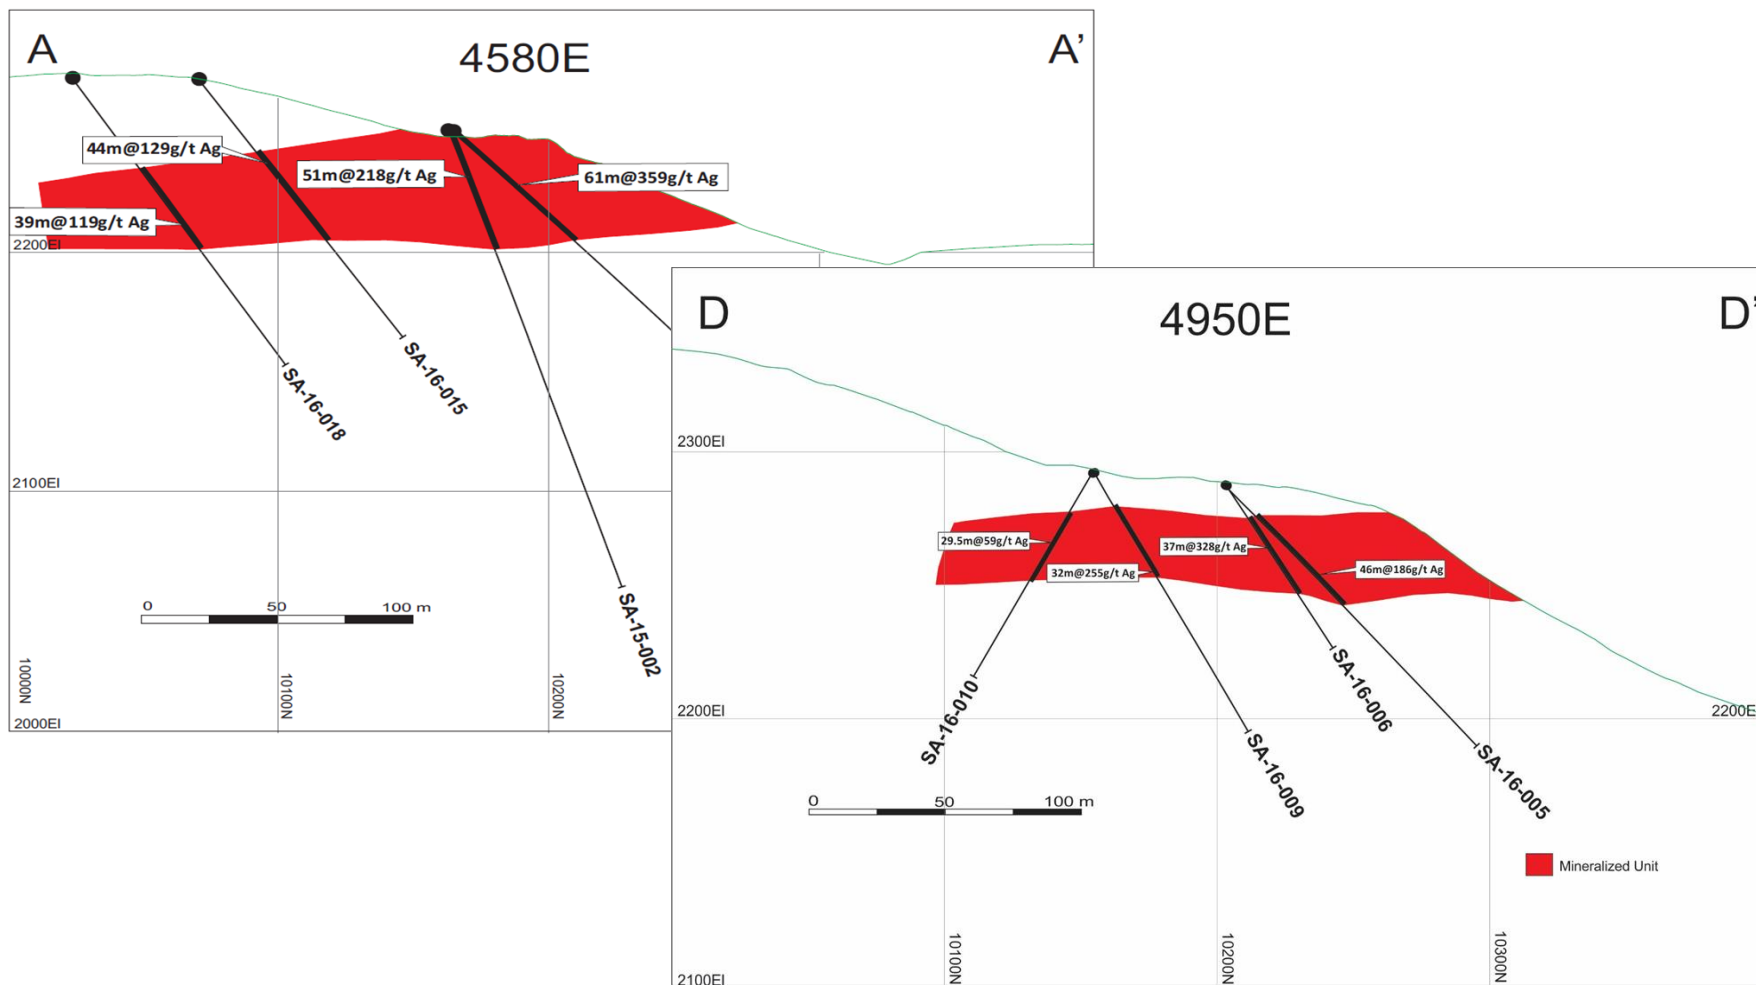 A
4580E
A'
44m@129g/t Ag
51m@218g/t Ag
61m@359g/t Ag
39m@119g/t Ag
2200El
SA-16-018
SA-16-015
SA-15-002
2100El
0 50 100 m
10000N
10100N
10200N
2000El
D
4950E
D'
2300El
29.5m@59g/t Ag
37m@328g/t Ag
32m@255g/t Ag
46m@186g/t Ag
SA-16-010
SA-16-009
SA-16-006
SA-16-005
2200El
2200E
0 50 100 m
Mineralized Unit
10100N
10200N
10300N
2100El